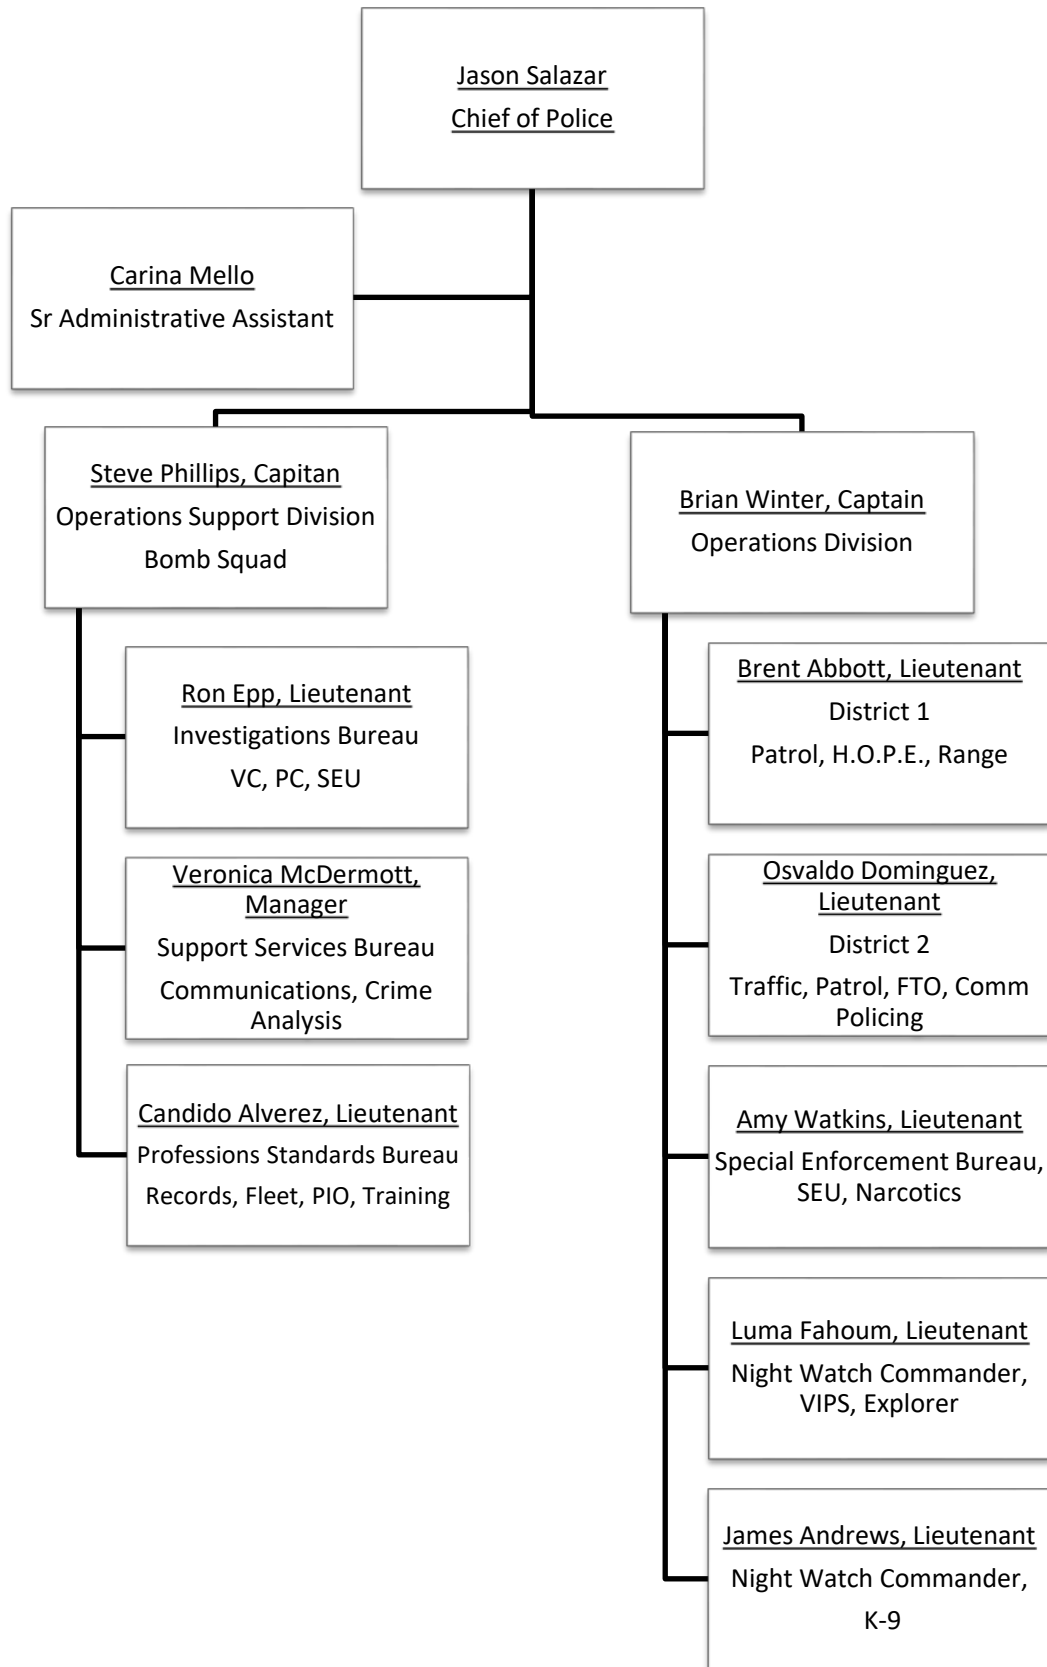 Jason Salazar
Chief of Police
Carina Mello
Sr Administrative Assistant
Steve Phillips, Capitan
Operations Support Division
Bomb Squad
Ron Epp, Lieutenant
Investigations Bureau
VC, PC, SEU
Veronica McDermott,
Manager
Support Services Bureau
Communications, Crime
Analysis
Candido Alverez, Lieutenant
Professions Standards Bureau
Records, Fleet, PIO, Training
Brian Winter, Captain
Operations Division
Brent Abbott, Lieutenant
District 1
Patrol, H.O.P.E., Range
Osvaldo Dominguez,
Lieutenant
District 2
Traffic, Patrol, FTO, Comm
Policing
Amy Watkins, Lieutenant
Special Enforcement Bureau,
SEU, Narcotics
Luma Fahoum, Lieutenant
Night Watch Commander,
VIPS, Explorer
James Andrews, Lieutenant
Night Watch Commander,
K-9